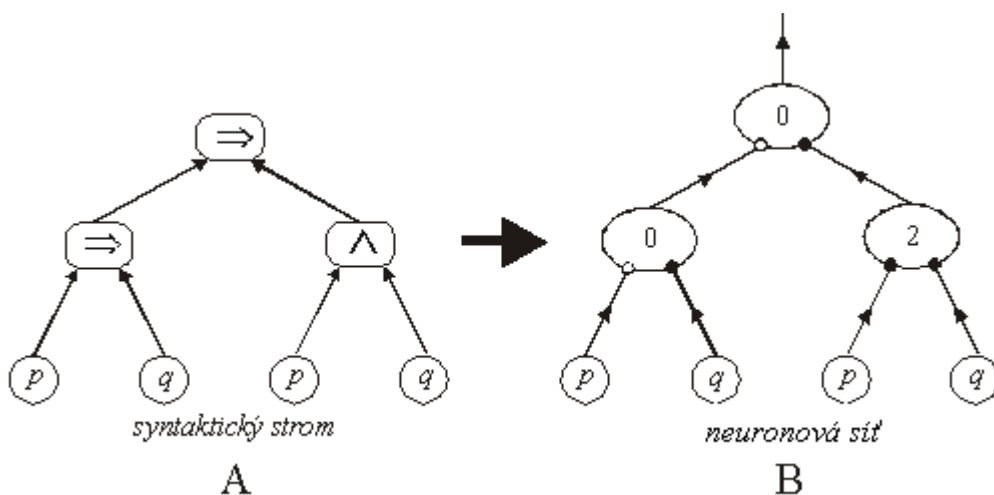 0
⇒
⇒ ∧ 0 2
p q p q p q p q
syntaktický strom neuronová síť
A B